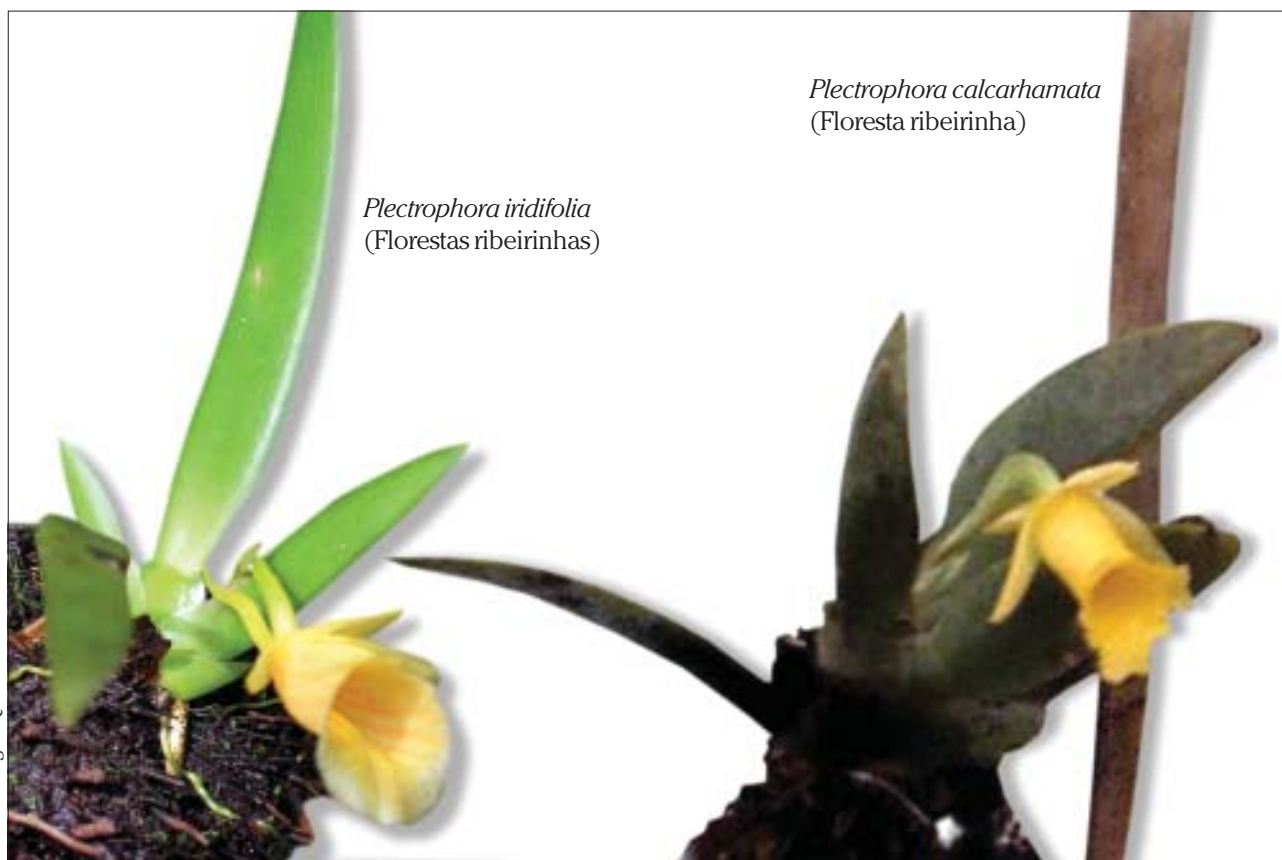 Plectrophora calcarhamata
(Floresta ribeirinha)
Plectrophora iridifolia
(Florestas ribeirinhas)